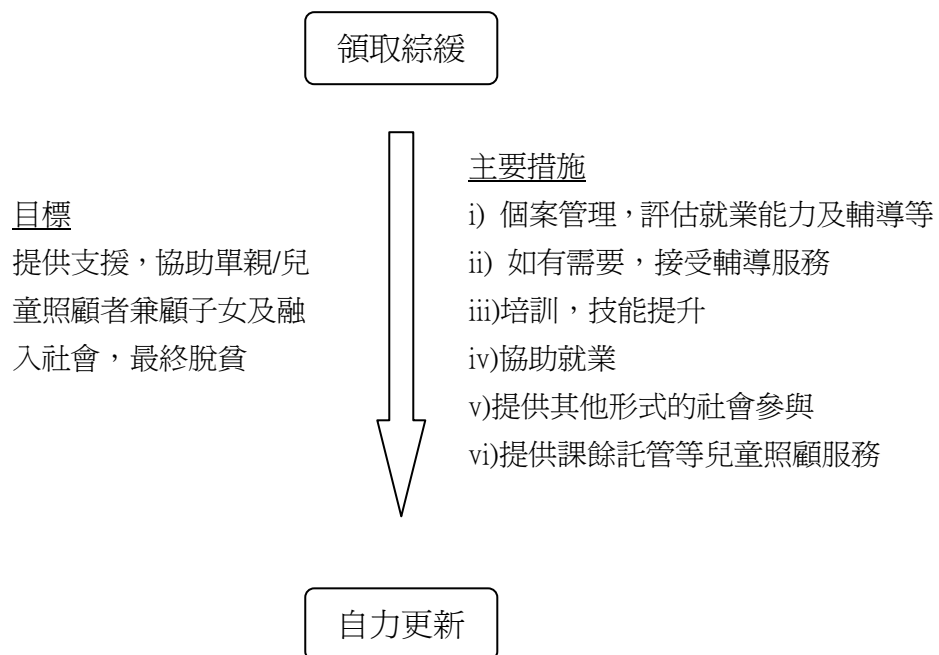 領取綜緩
目標
提供支援，協助單親/兒
童照顧者兼顧子女及融
入社會，最終脫貧
主要措施
i) 個案管理，評估就業能力及輔導等
ii) 如有需要，接受輔導服務
iii)培訓，技能提升
iv)協助就業
v)提供其他形式的社會參與
vi)提供課餘託管等兒童照顧服務
自力更新